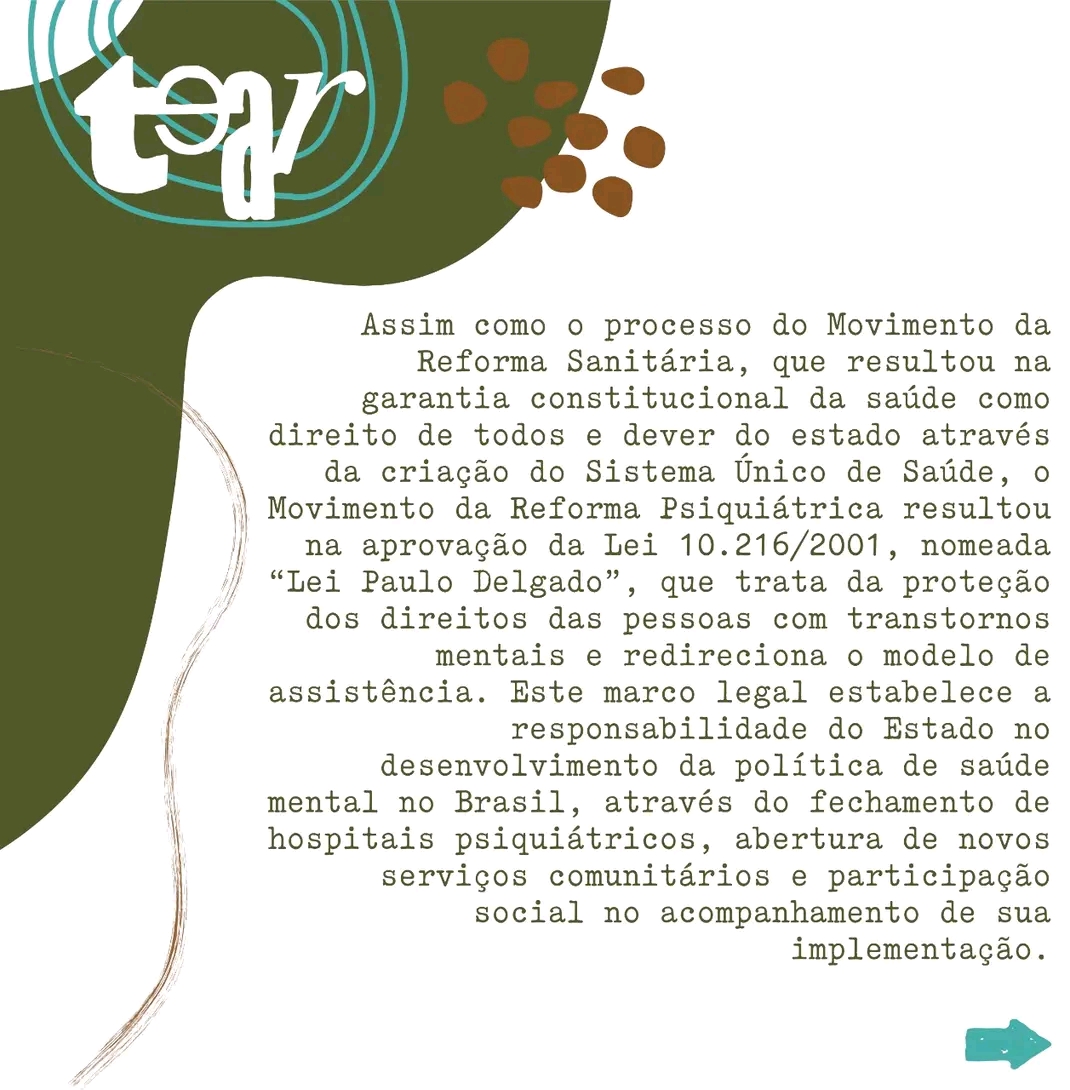 tear
Assim como o processo do Movimento da
Reforma Sanitária, que resultou na
garantia constitucional da saúde como
direito de todos e dever do estado através
da criação do Sistema Único de Saúde, o
Movimento da Reforma Psiquiátrica resultou
na aprovação da Lei 10.216/2001, nomeada
“Lei Paulo Delgado”, que trata da proteção
dos direitos das pessoas com transtornos
mentais e redireciona o modelo de
assistência. Este marco legal estabelece a
responsabilidade do Estado no
desenvolvimento da política de saúde
mental no Brasil, através do fechamento de
hospitais psiquiátricos, abertura de novos
serviços comunitários e participação
social no acompanhamento de sua
implementação.